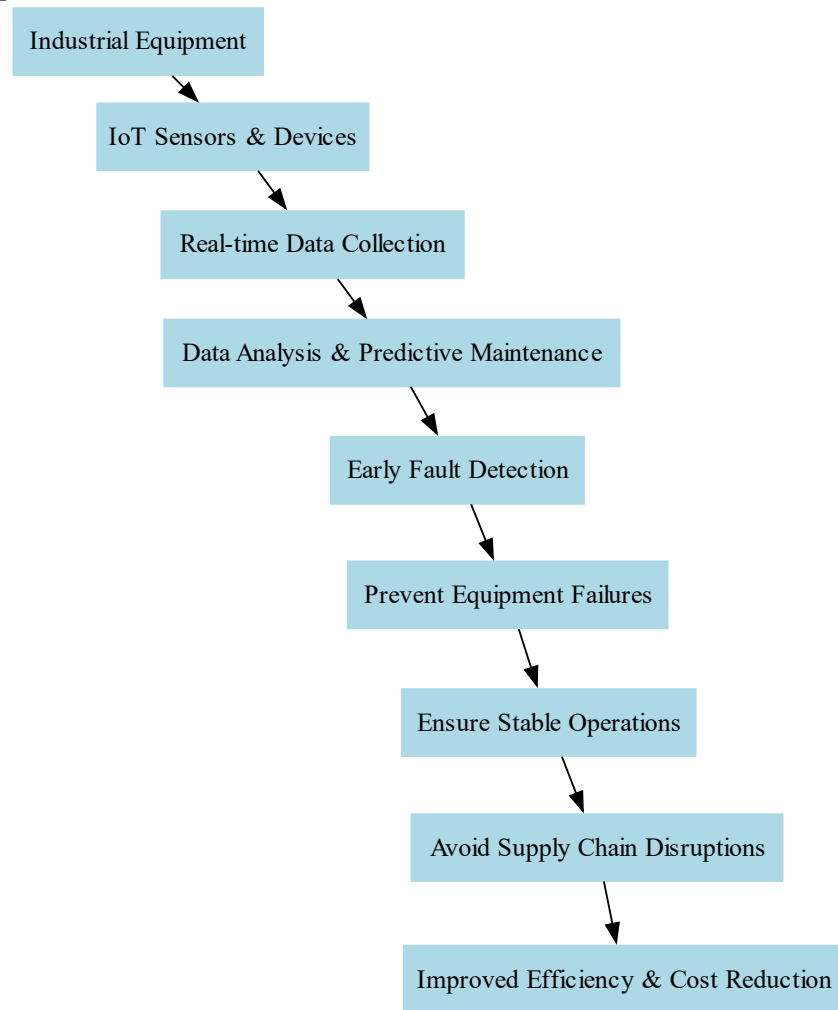 Industrial Equipment
IoT Sensors & Devices
Real-time Data Collection
Data Analysis & Predictive Maintenance
Early Fault Detection
Prevent Equipment Failures
Ensure Stable Operations
Avoid Supply Chain Disruptions
Improved Efficiency & Cost Reduction